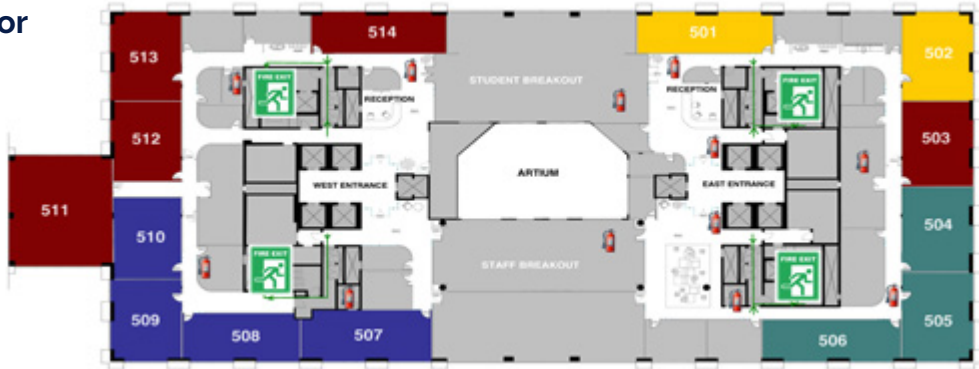 or
513
514
501
502
FIRE EXIT
FIRE EXIT
STUDENT BREAKOUT
RECEPTION
RECEPTION
512
503
ARTIUM
WEST ENTRANCE
EAST ENTRANCE
511
510
504
FIRE EXIT
FIRE EXIT
STAFF BREAKOUT
509
508
507
506
505